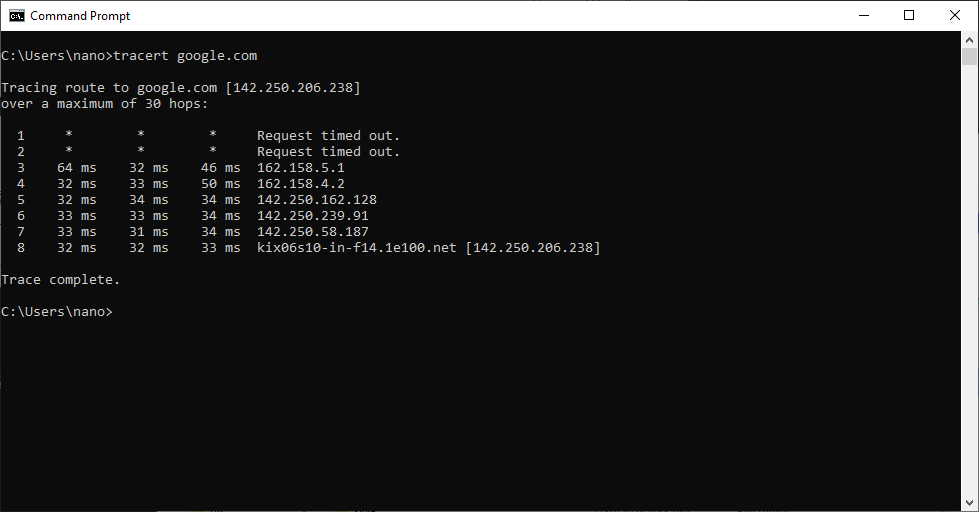 Command Prompt
C:\Users\nano>tracert google.com
Tracing route to google.com [142.250.206.238]
over a maximum of 30 hops:
1 * * * Request timed out.
2 * * * Request timed out.
3 64 ms 32 ms 46 ms 162.158.5.1
4 32 ms 33 ms 50 ms 162.158.4.2
5 32 ms 34 ms 34 ms 142.250.162.128
6 33 ms 33 ms 34 ms 142.250.239.91
7 33 ms 31 ms 34 ms 142.250.58.187
8 32 ms 32 ms 33 ms kix06s10-in-f14.1e100.net [142.250.206.238]
Trace complete.
C:\Users\nano>